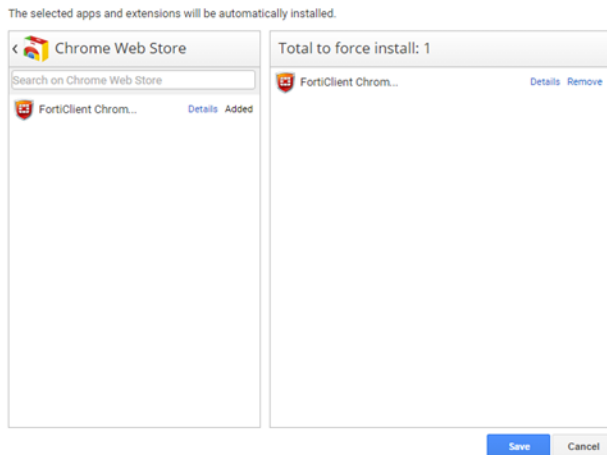 The selected apps and extensions will be automatically installed.
Chrome Web Store
Search on Chrome Web Store
FortiClient Chrom... Details Added
Total to force install: 1
FortiClient Chrom... Details Remove
Save Cancel